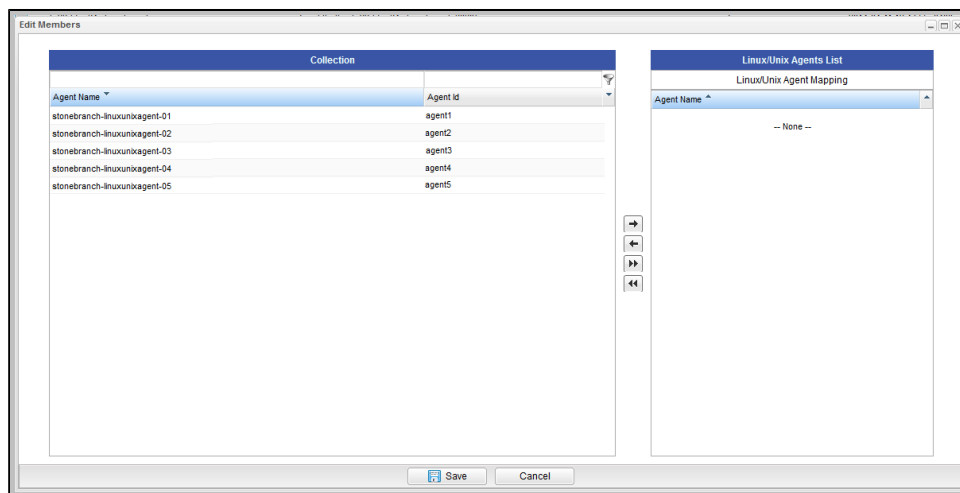 Edit Members
Collection
Linux/Unix Agents List
Linux/Unix Agent Mapping
Agent Name Agent Id
Agent Name
stonebranch-linuxunixagent-01 agent1
stonebranch-linuxunixagent-02 agent2
stonebranch-linuxunixagent-03 agent3
stonebranch-linuxunixagent-04 agent4
stonebranch-linuxunixagent-05 agent5
-- None --
Save Cancel